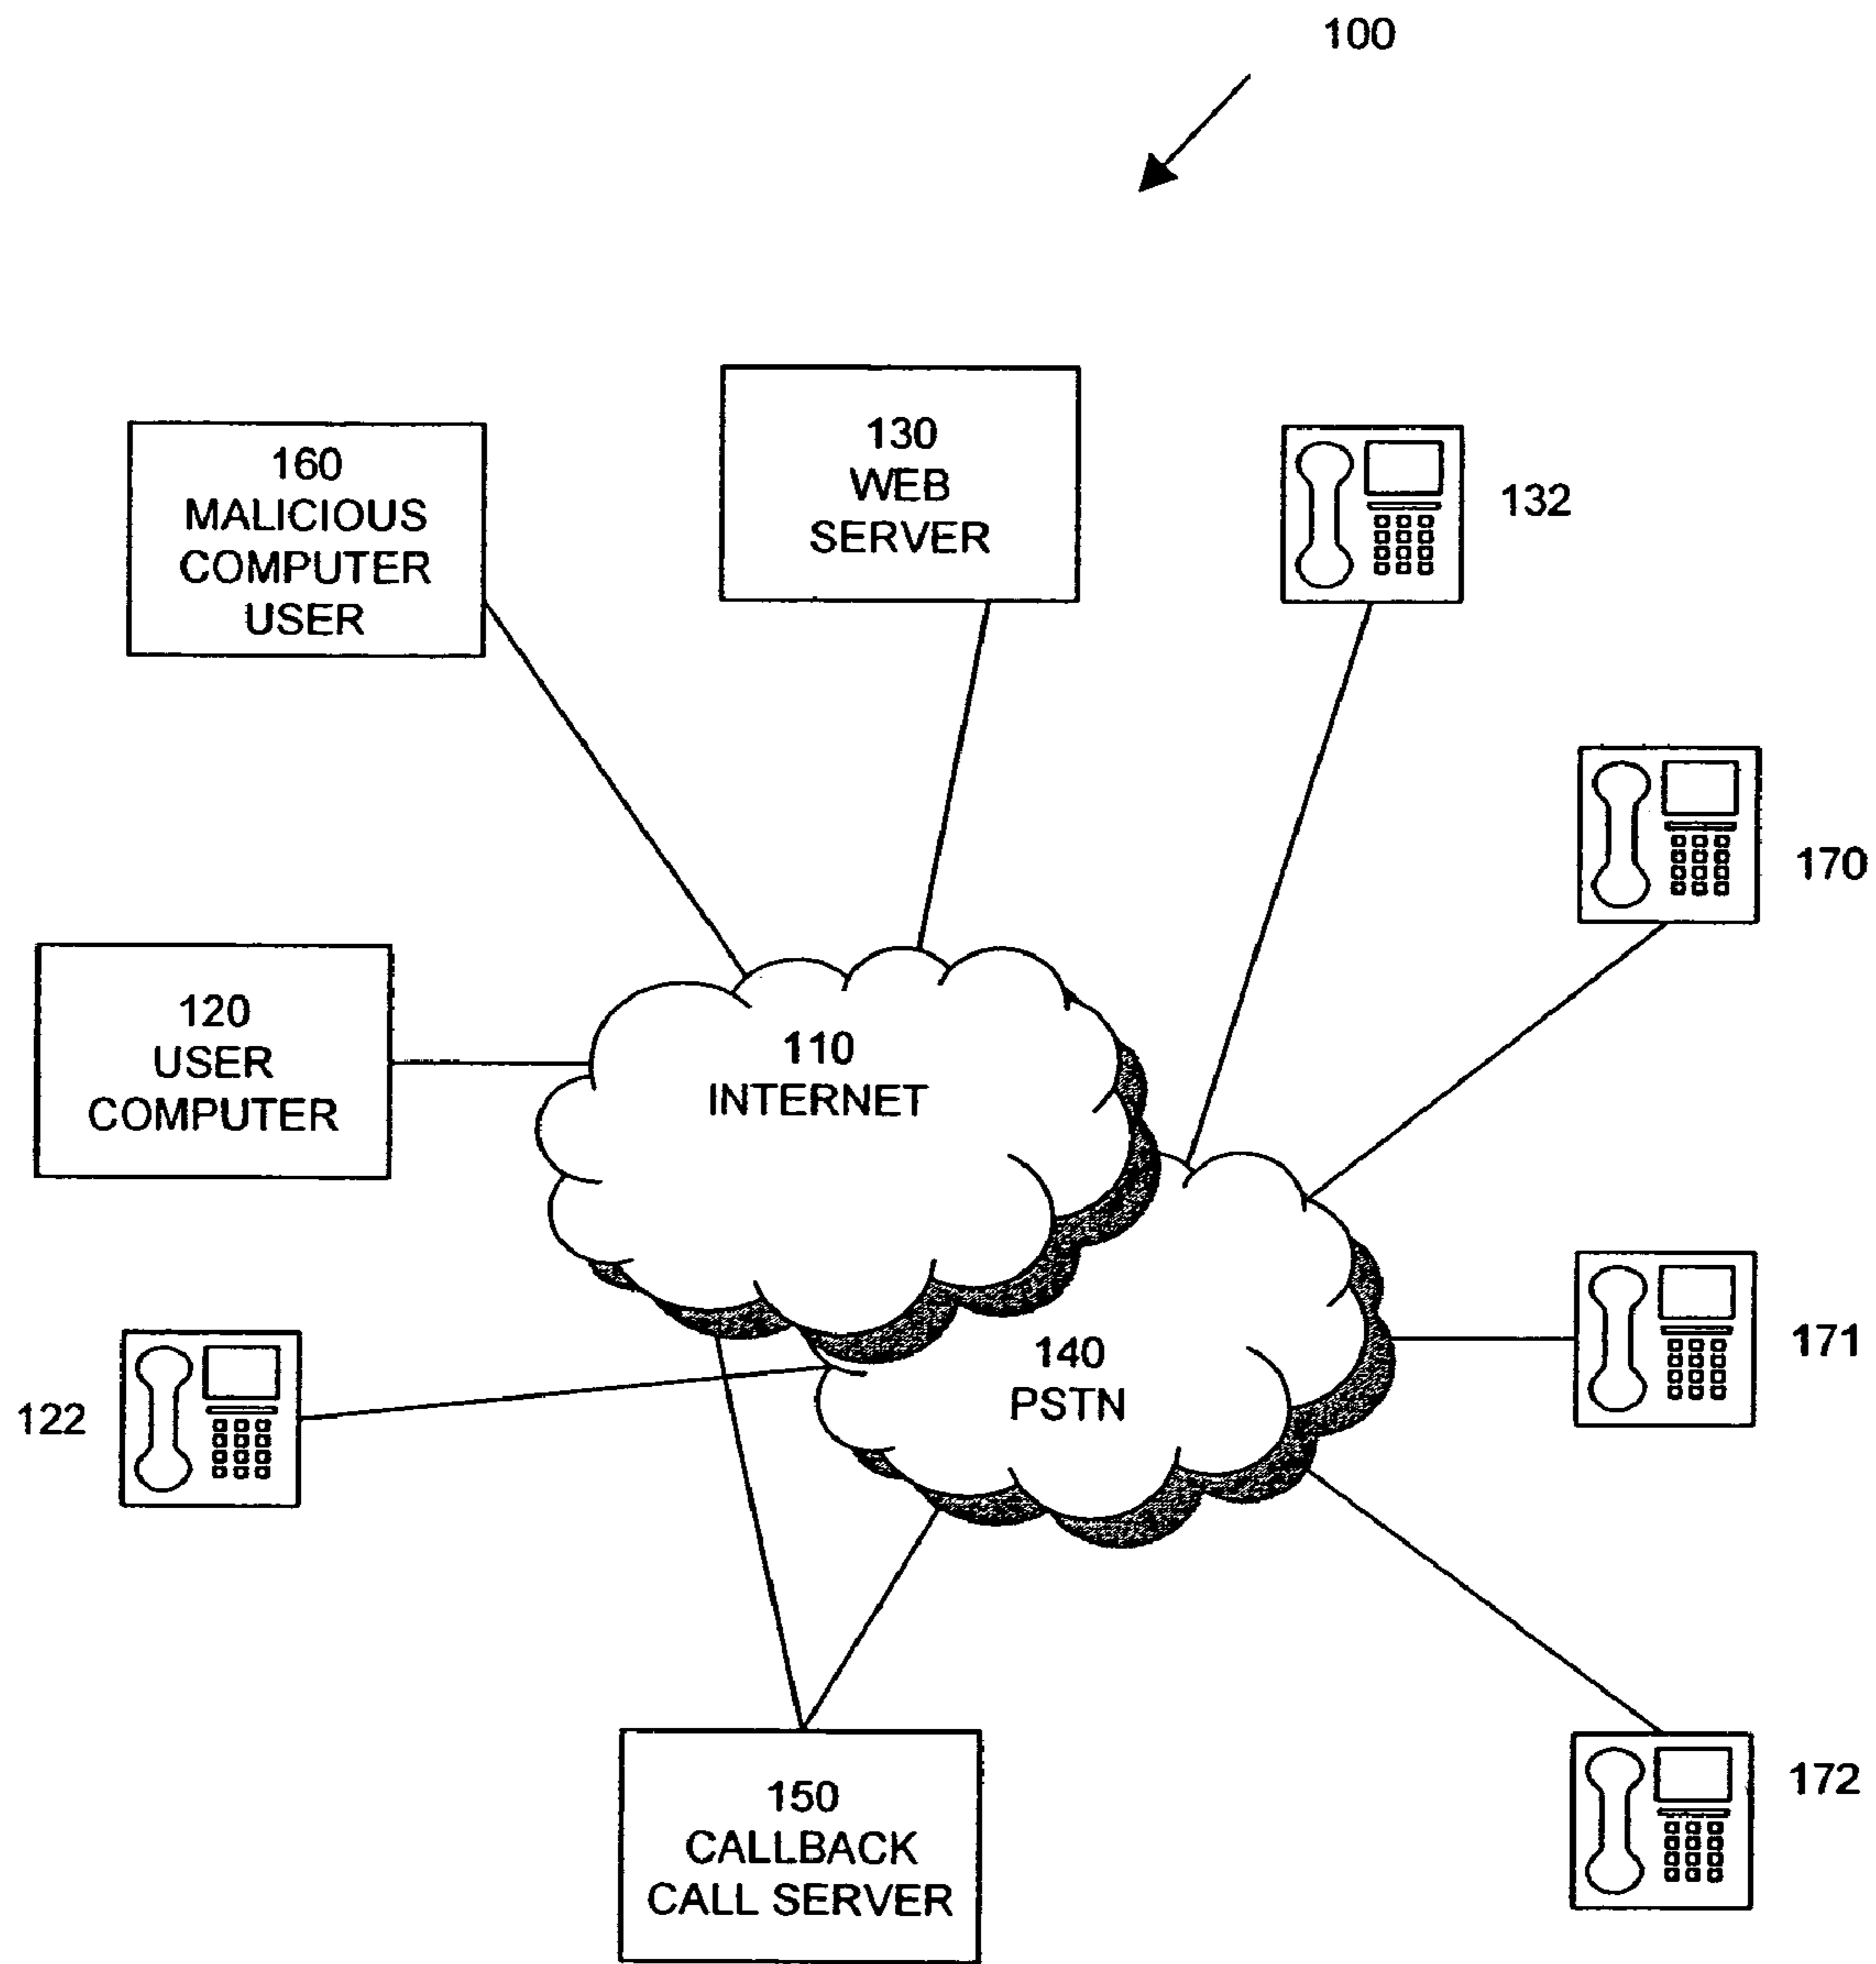 100
130
WEB
SERVER
160
MALICIOUS
COMPUTER
USER
132
170
120
USER
COMPUTER
110
INTERNET
171
140
PSTN
122
172
150
CALLBACK
CALL SERVER